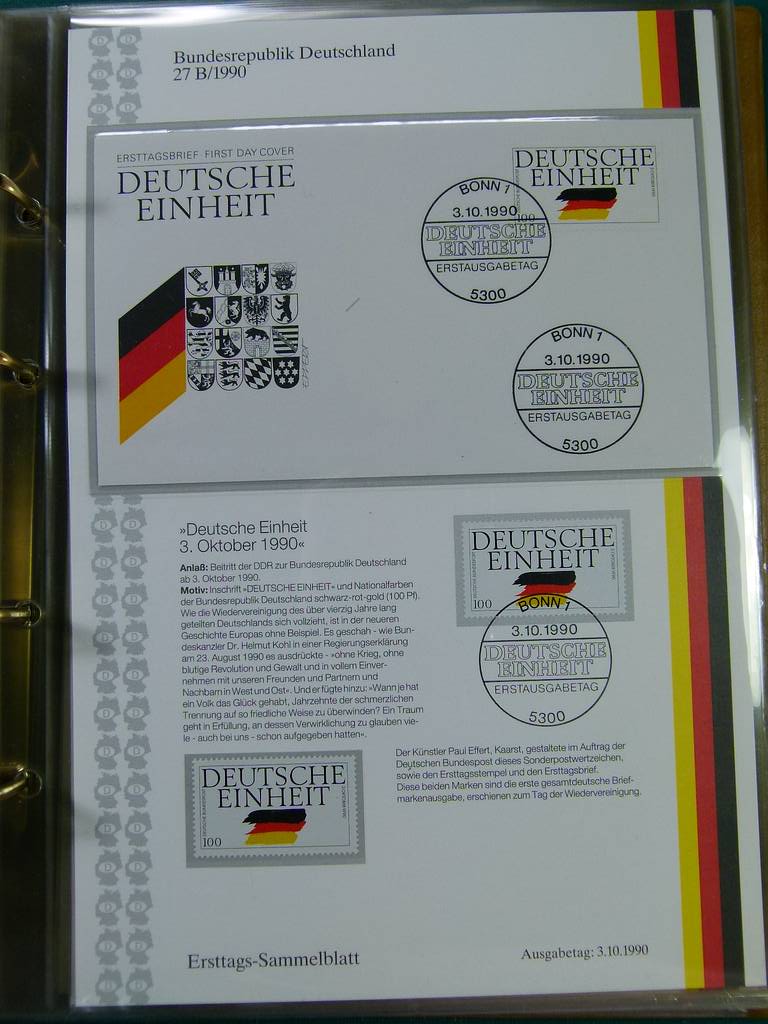 Bundesrepublik Deutschland
27 B/1990
ERSTTAGSBRIEF · FIRST DAY COVER
DEUTSCHE
EINHEIT
DEUTSCHE
EINHEIT
100
BONN 1
3.10.1990
DEUTSCHE
EINHEIT
ERSTAUSGABETAG
5300
BONN 1
3.10.1990
DEUTSCHE
EINHEIT
ERSTAUSGABETAG
5300
»Deutsche Einheit
3. Oktober 1990«
Anlaß: Beitritt der DDR zur Bundesrepublik Deutschland
ab 3. Oktober 1990.
Motiv: Inschrift »DEUTSCHE EINHEIT« und Nationalfarben
der Bundesrepublik Deutschland schwarz-rot-gold (100 Pf).
Wie die Wiedervereinigung des über vierzig Jahre lang
geteilten Deutschlands sich vollzieht, ist in der neueren
Geschichte Europas ohne Beispiel. Es geschah - wie Bun-
deskanzler Dr. Helmut Kohl in einer Regierungserklärung
am 23. August 1990 es ausdrückte - »ohne Krieg, ohne
blutige Revolution und Gewalt und in vollem Einver-
nehmen mit unseren Freunden und Partnern und
Nachbarn in West und Ost«. Und er fügte hinzu: »Wann je hat
ein Volk das Glück gehabt, Jahrzehnte der schmerzlichen
Trennung auf so friedliche Weise zu überwinden? Ein Traum
geht in Erfüllung, an dessen Verwirklichung zu glauben vie-
le - auch bei uns - schon aufgegeben hatten«.
DEUTSCHE
EINHEIT
DEUTSCHE BUNDESPOST
100
BONN 1
3.10.1990
DEUTSCHE
EINHEIT
ERSTAUSGABETAG
5300
Der Künstler Paul Effert, Kaarst, gestaltete im Auftrag der
Deutschen Bundespost dieses Sonderpostwertzeichen,
sowie den Ersttagsstempel und den Ersttagsbrief.
Diese beiden Marken sind die erste gesamtdeutsche Brief-
markenausgabe, erschienen zum Tag der Wiedervereinigung.
DEUTSCHE
EINHEIT
DEUTSCHE BUNDESPOST
100
Ersttags-Sammelblatt
Ausgabetag: 3.10.1990